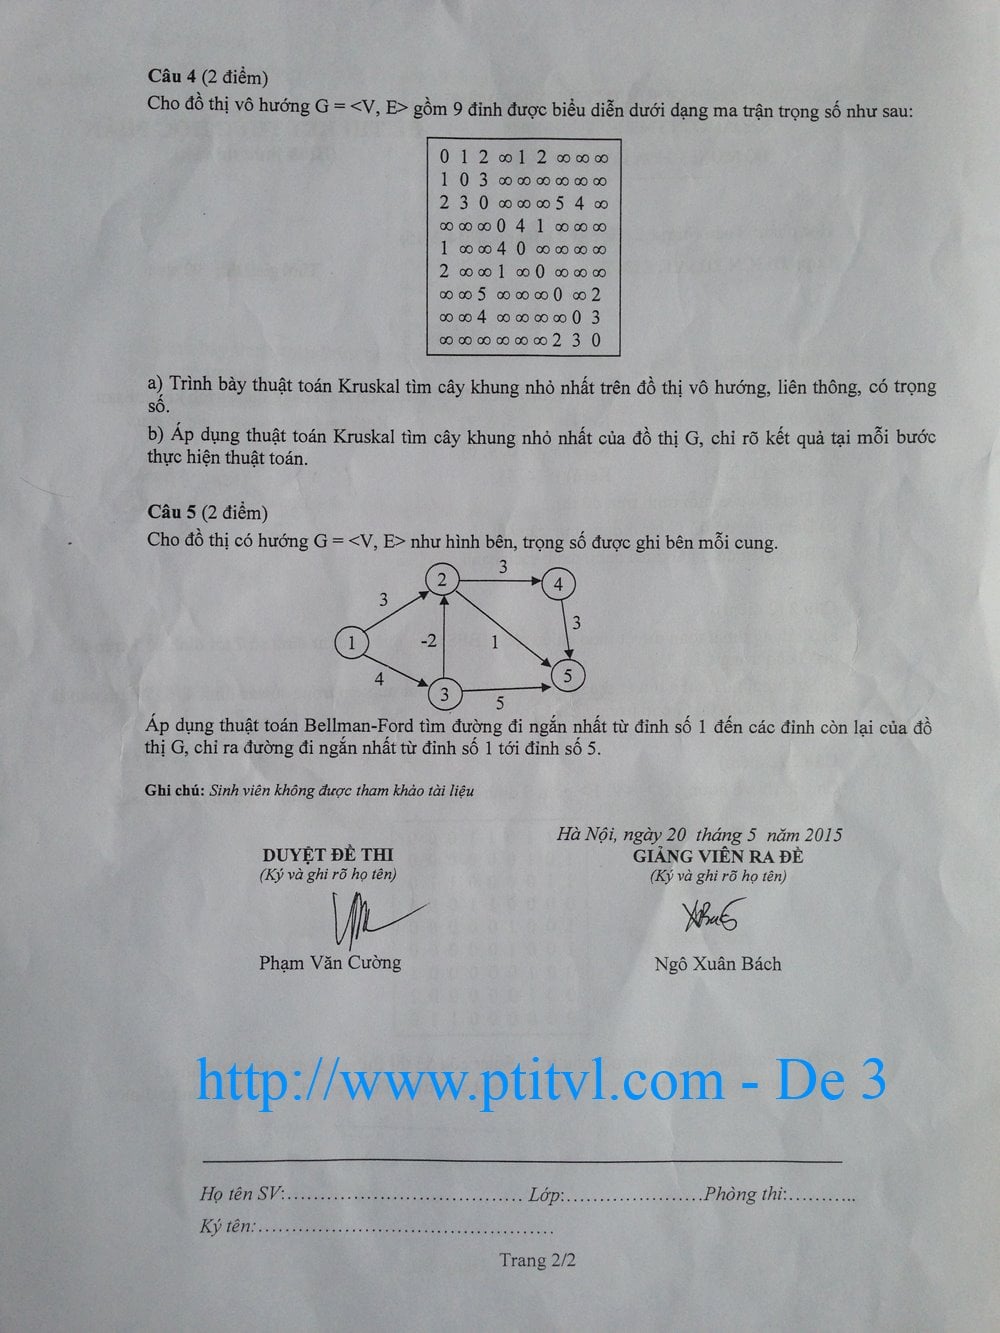 Câu 4 (2 điểm)
Cho đồ thị vô hướng G = <V, E> gồm 9 đỉnh được biểu diễn dưới dạng ma trận trọng số như sau:
0 1 2 ∞ 1 2 ∞ ∞ ∞
1 0 3 ∞ ∞ ∞ ∞ ∞ ∞
2 3 0 ∞ ∞ ∞ 5 4 ∞
∞ ∞ ∞ 0 4 1 ∞ ∞ ∞
1 ∞ ∞ 4 0 ∞ ∞ ∞ ∞
2 ∞ ∞ 1 ∞ 0 ∞ ∞ ∞
∞ ∞ 5 ∞ ∞ ∞ 0 ∞ 2
∞ ∞ 4 ∞ ∞ ∞ ∞ 0 3
∞ ∞ ∞ ∞ ∞ ∞ 2 3 0
a) Trình bày thuật toán Kruskal tìm cây khung nhỏ nhất trên đồ thị vô hướng, liên thông, có trọng
số.
b) Áp dụng thuật toán Kruskal tìm cây khung nhỏ nhất của đồ thị G, chỉ rõ kết quả tại mỗi bước
thực hiện thuật toán.
Câu 5 (2 điểm)
Cho đồ thị có hướng G = <V, E> như hình bên, trọng số được ghi bên mỗi cung.
3
2
4
3
3
1
-2
1
5
4
3
5
Áp dụng thuật toán Bellman-Ford tìm đường đi ngắn nhất từ đỉnh số 1 đến các đỉnh còn lại của đồ
thị G, chỉ ra đường đi ngắn nhất từ đỉnh số 1 tới đỉnh số 5.
Ghi chú: Sinh viên không được tham khảo tài liệu
Hà Nội, ngày 20 tháng 5 năm 2015
DUYỆT ĐỀ THI
GIẢNG VIÊN RA ĐỀ
(Ký và ghi rõ họ tên)
(Ký và ghi rõ họ tên)
Phạm Văn Cường
Ngô Xuân Bách
http://www.ptitvl.com - De 3
Họ tên SV:.................................... Lớp:.....................Phòng thi:...........
Ký tên:.............................................
Trang 2/2